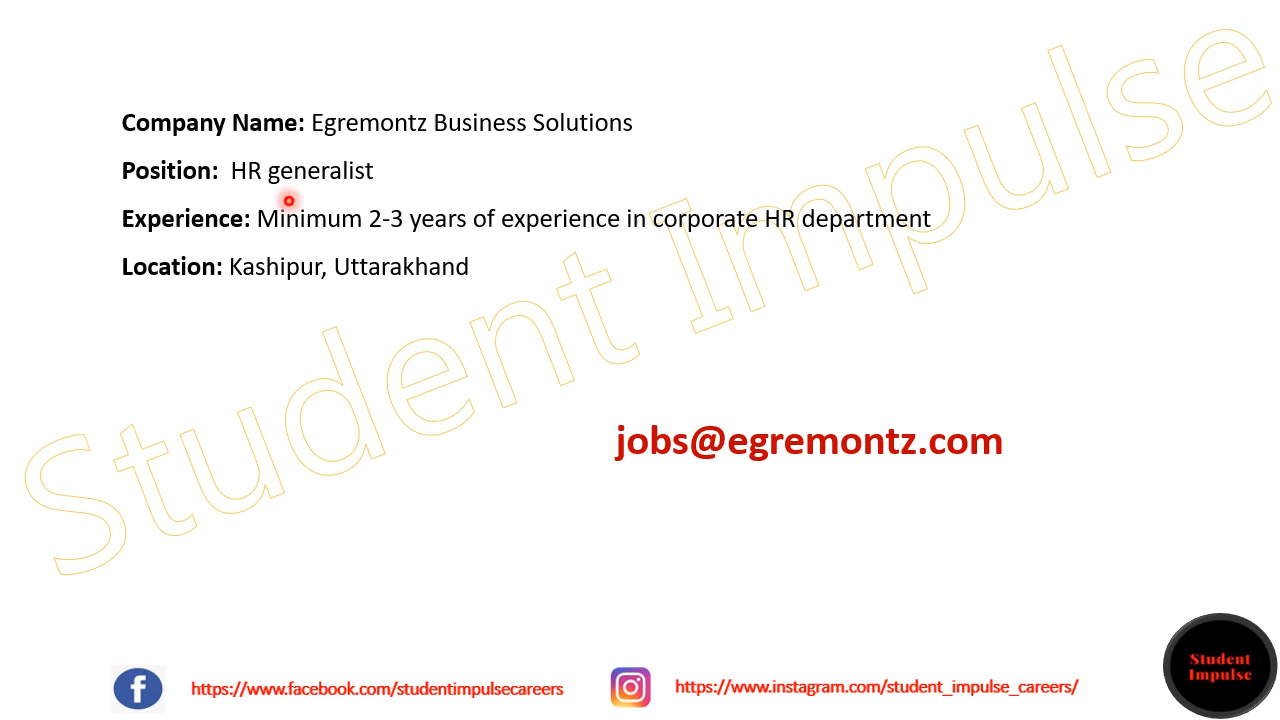 Company Name: Egremontz Business Solutions
Position: HR generalist
Experience: Minimum 2-3 years of experience in corporate HR department
Location: Kashipur, Uttarakhand
Student Impulse
jobs@egremontz.com
https://www.facebook.com/studentimpulsecareers
https://www.instagram.com/student_impulse_careers/
Student
Impulse